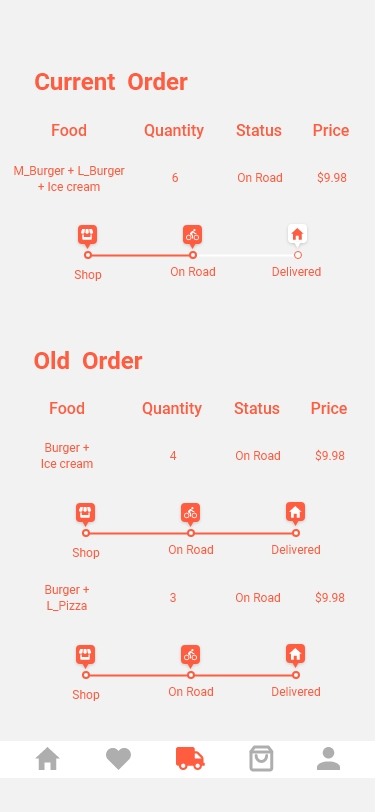 Current Order
Food Quantity Status Price
M_Burger + L_Burger
+ Ice cream 6 On Road $9.98
Shop On Road Delivered
Old Order
Food Quantity Status Price
Burger +
Ice cream 4 On Road $9.98
Shop On Road Delivered
Burger +
L_Pizza 3 On Road $9.98
Shop On Road Delivered